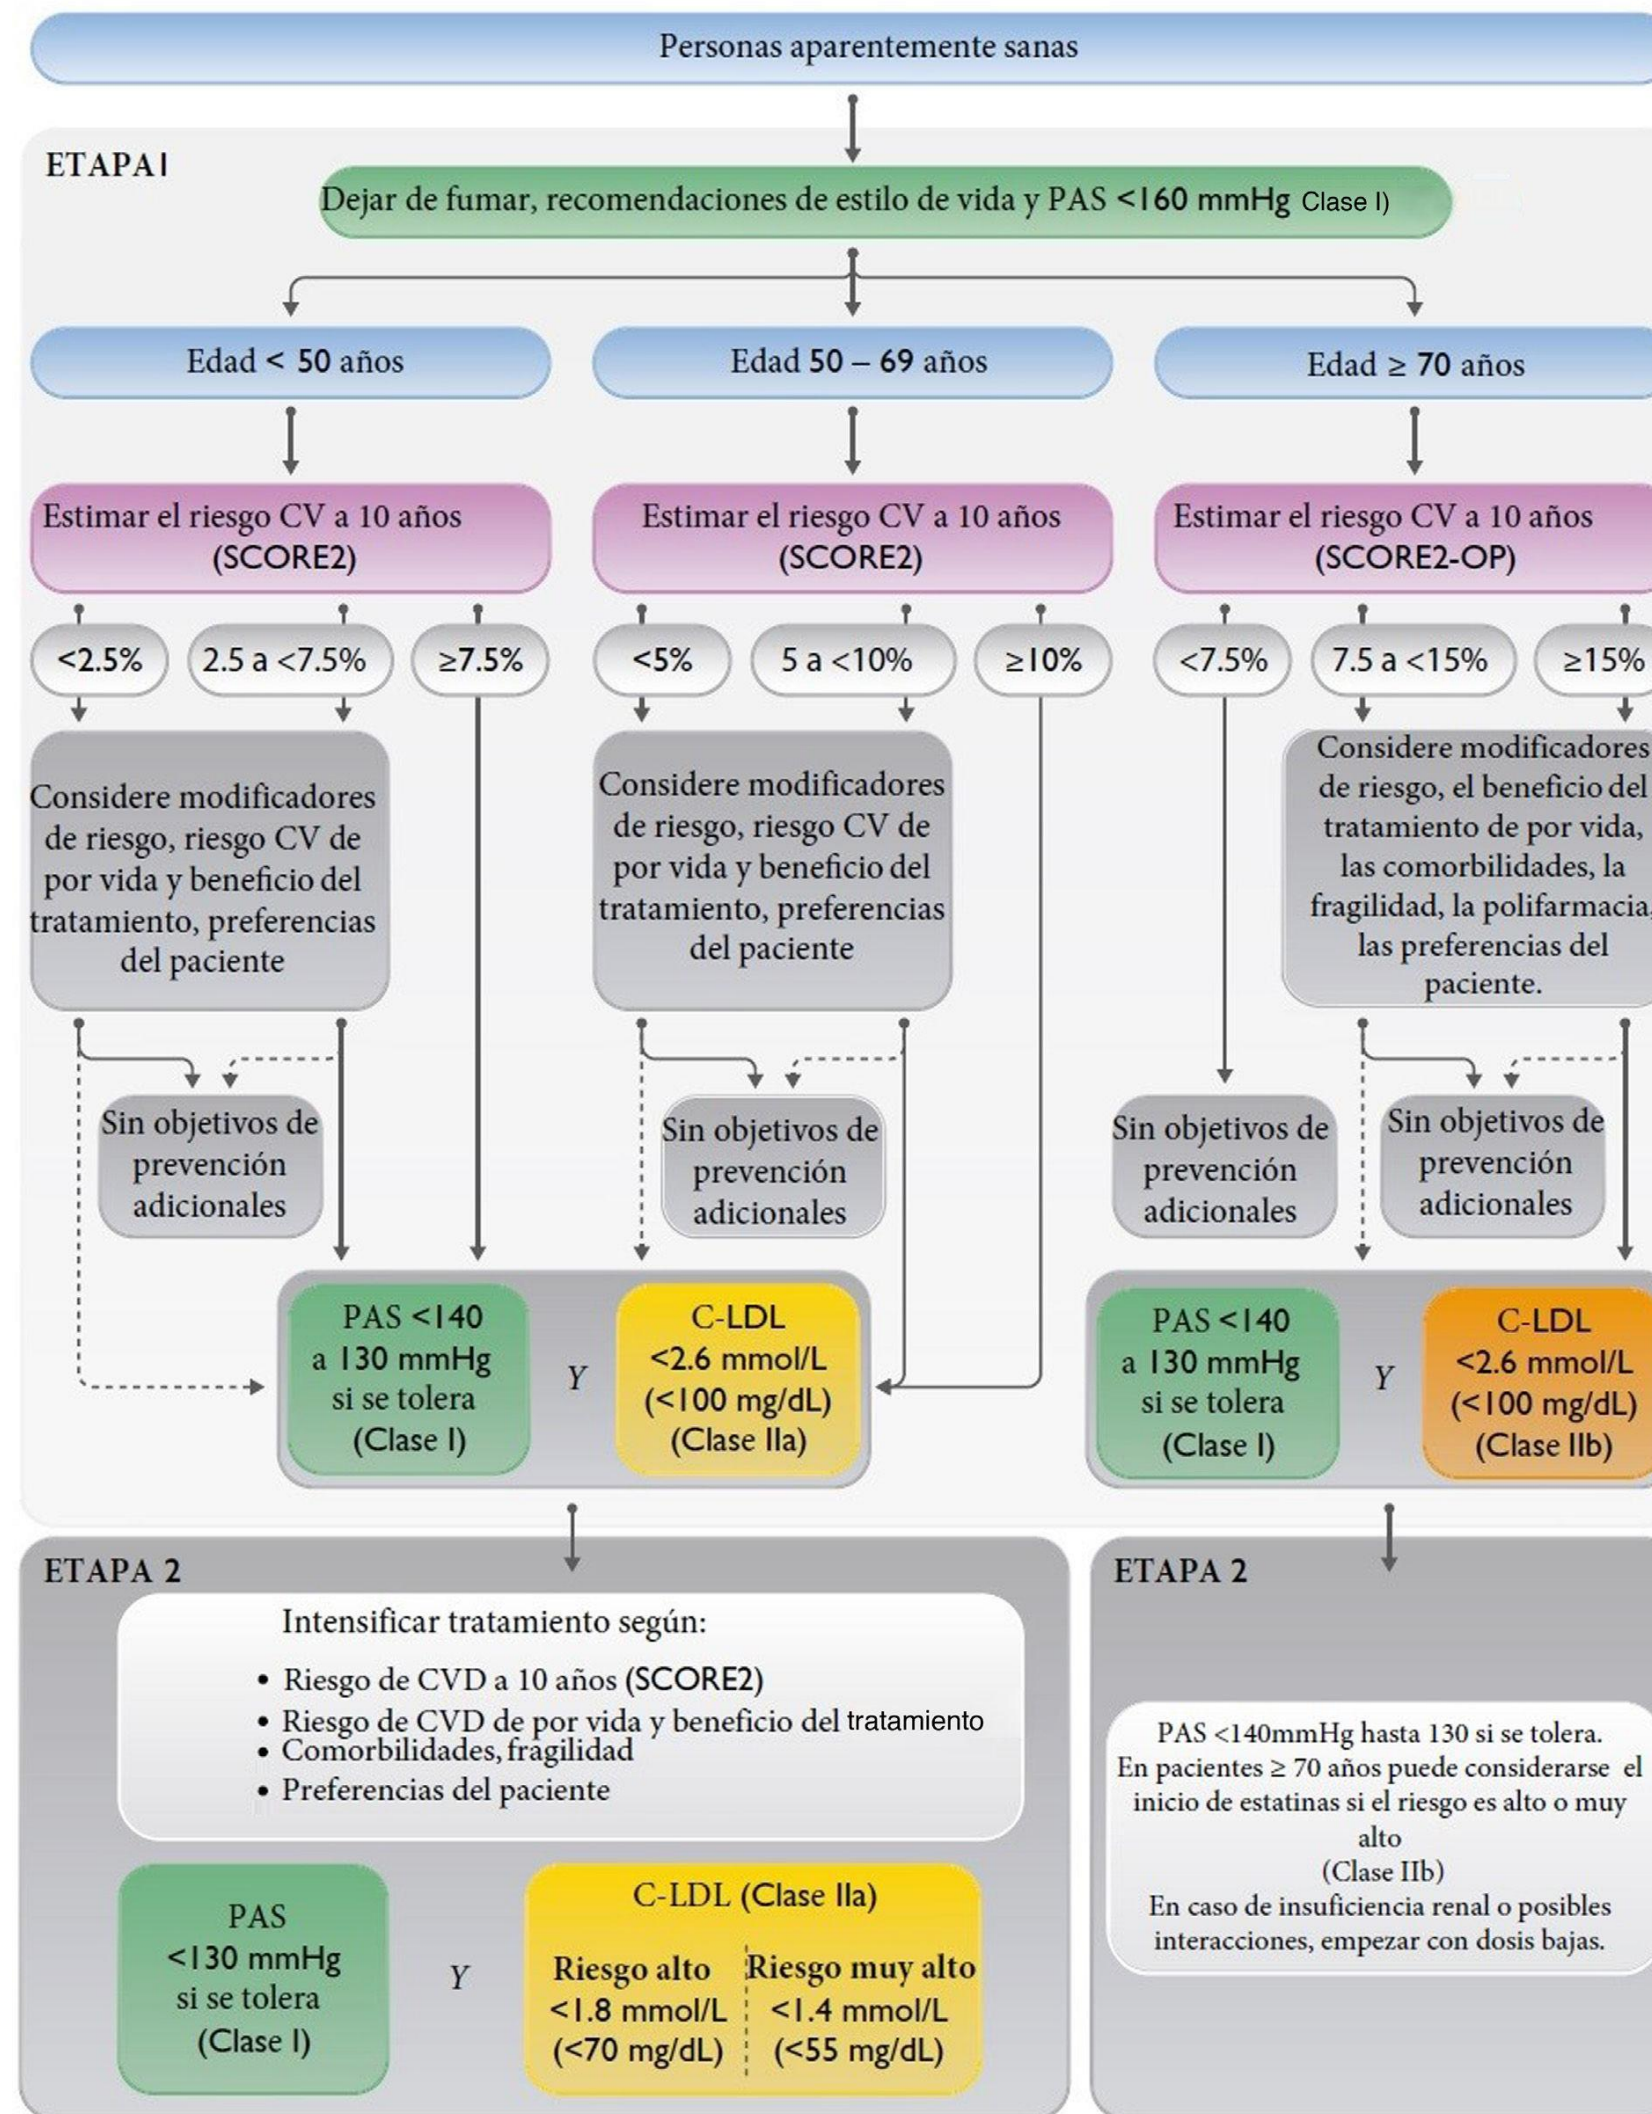 Personas aparentemente sanas
ETAPA 1
Dejar de fumar, recomendaciones de estilo de vida y PAS <160 mmHg Clase I)
Edad < 50 años
Edad 50 – 69 años
Edad ≥ 70 años
Estimar el riesgo CV a 10 años
(SCORE2)
Estimar el riesgo CV a 10 años
(SCORE2)
Estimar el riesgo CV a 10 años
(SCORE2-OP)
<2.5%
2.5 a <7.5%
≥7.5%
<5%
5 a <10%
≥10%
<7.5%
7.5 a <15%
≥15%
Considere modificadores
de riesgo, riesgo CV de
por vida y beneficio del
tratamiento, preferencias
del paciente
Considere modificadores
de riesgo, riesgo CV de
por vida y beneficio del
tratamiento, preferencias
del paciente
Considere modificadores
de riesgo, el beneficio del
tratamiento de por vida,
las comorbilidades, la
fragilidad, la polifarmacia,
las preferencias del
paciente.
Sin objetivos de
prevención
adicionales
Sin objetivos de
prevención
adicionales
Sin objetivos de
prevención
adicionales
Sin objetivos de
prevención
adicionales
PAS <140
a 130 mmHg
si se tolera
(Clase I)
Y
C-LDL
<2.6 mmol/L
(<100 mg/dL)
(Clase IIa)
PAS <140
a 130 mmHg
si se tolera
(Clase I)
Y
C-LDL
<2.6 mmol/L
(<100 mg/dL)
(Clase IIb)
ETAPA 2
Intensificar tratamiento según:
• Riesgo de CVD a 10 años (SCORE2)
• Riesgo de CVD de por vida y beneficio del tratamiento
• Comorbilidades, fragilidad
• Preferencias del paciente
PAS
<130 mmHg
si se tolera
(Clase I)
Y
C-LDL (Clase IIa)
Riesgo alto
<1.8 mmol/L
(<70 mg/dL)
Riesgo muy alto
<1.4 mmol/L
(<55 mg/dL)
ETAPA 2
PAS <140mmHg hasta 130 si se tolera.
En pacientes ≥ 70 años puede considerarse el
inicio de estatinas si el riesgo es alto o muy
alto
(Clase IIb)
En caso de insuficiencia renal o posibles
interacciones, empezar con dosis bajas.